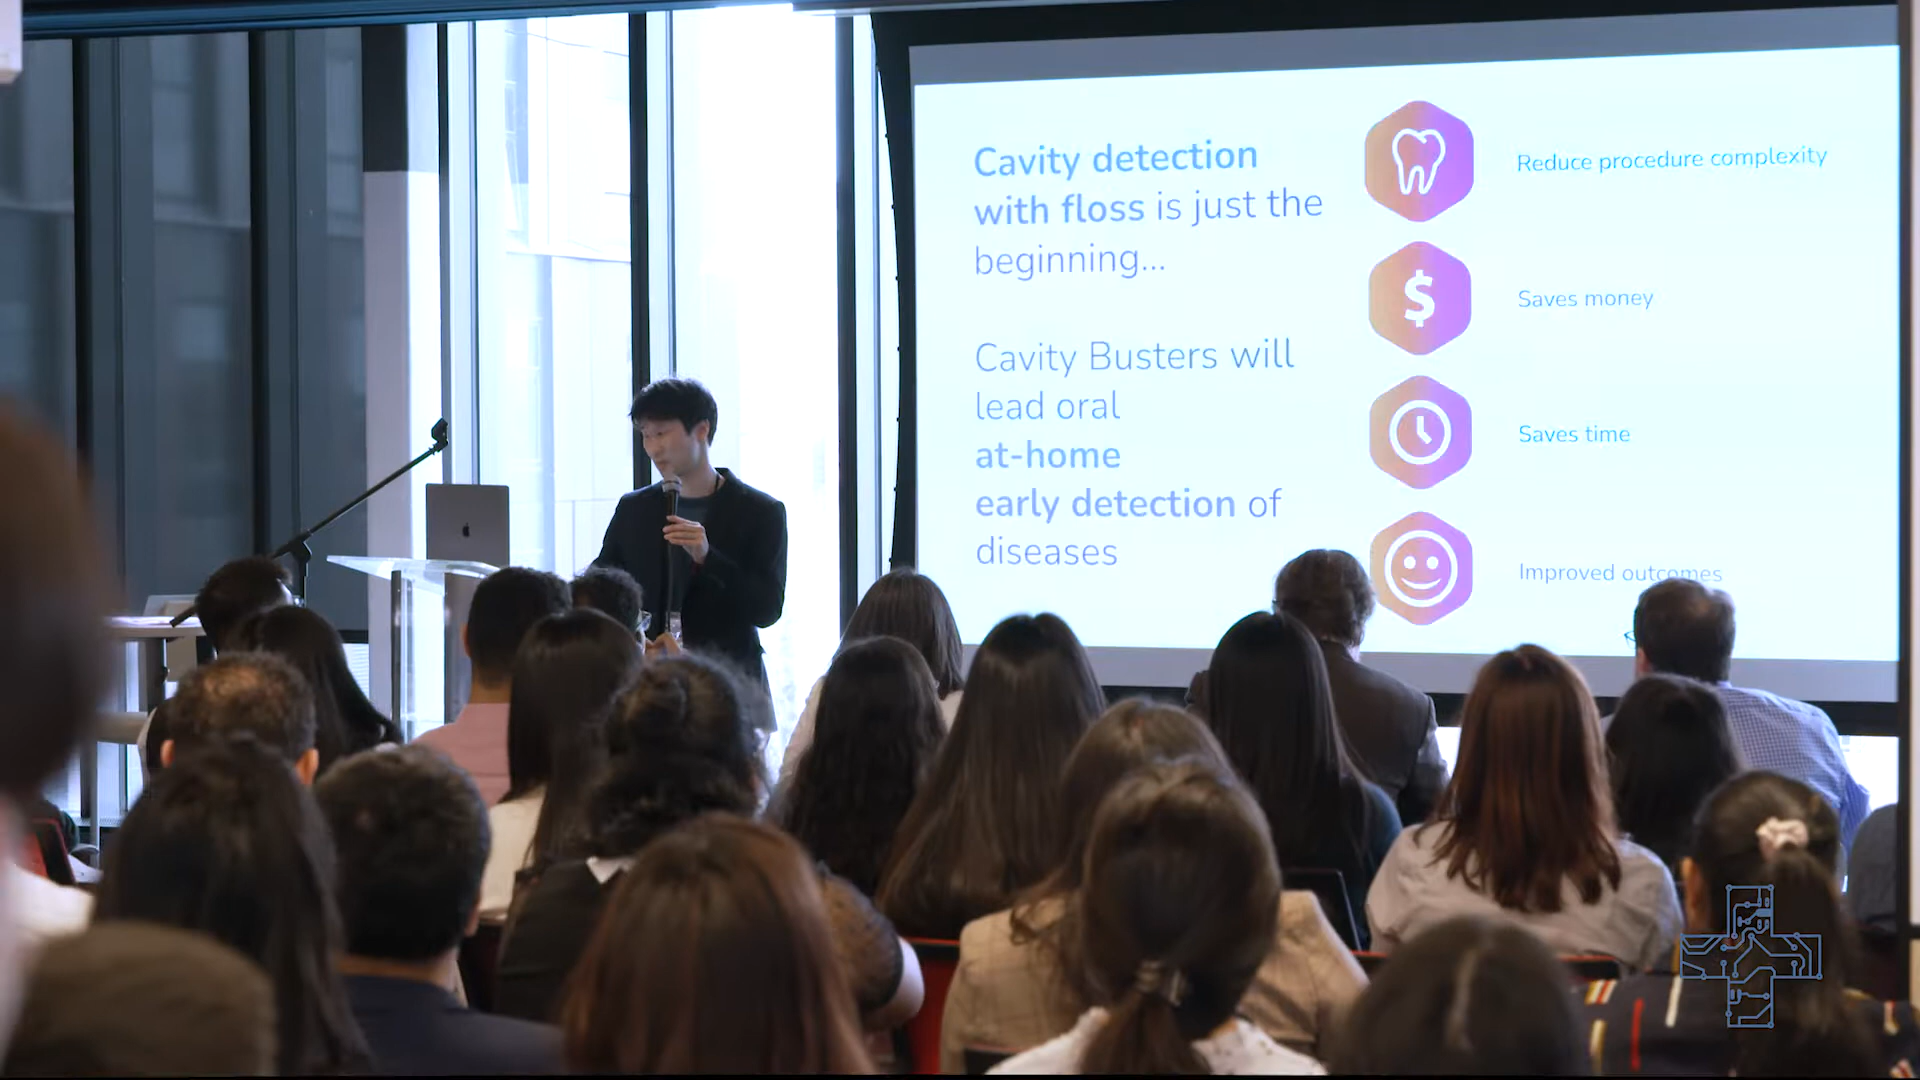 Cavity detection
with floss is just the
beginning...
Cavity Busters will
lead oral
at-home
early detection of
diseases
Reduce procedure complexity
$
Saves money
Saves time
Improved outcomes